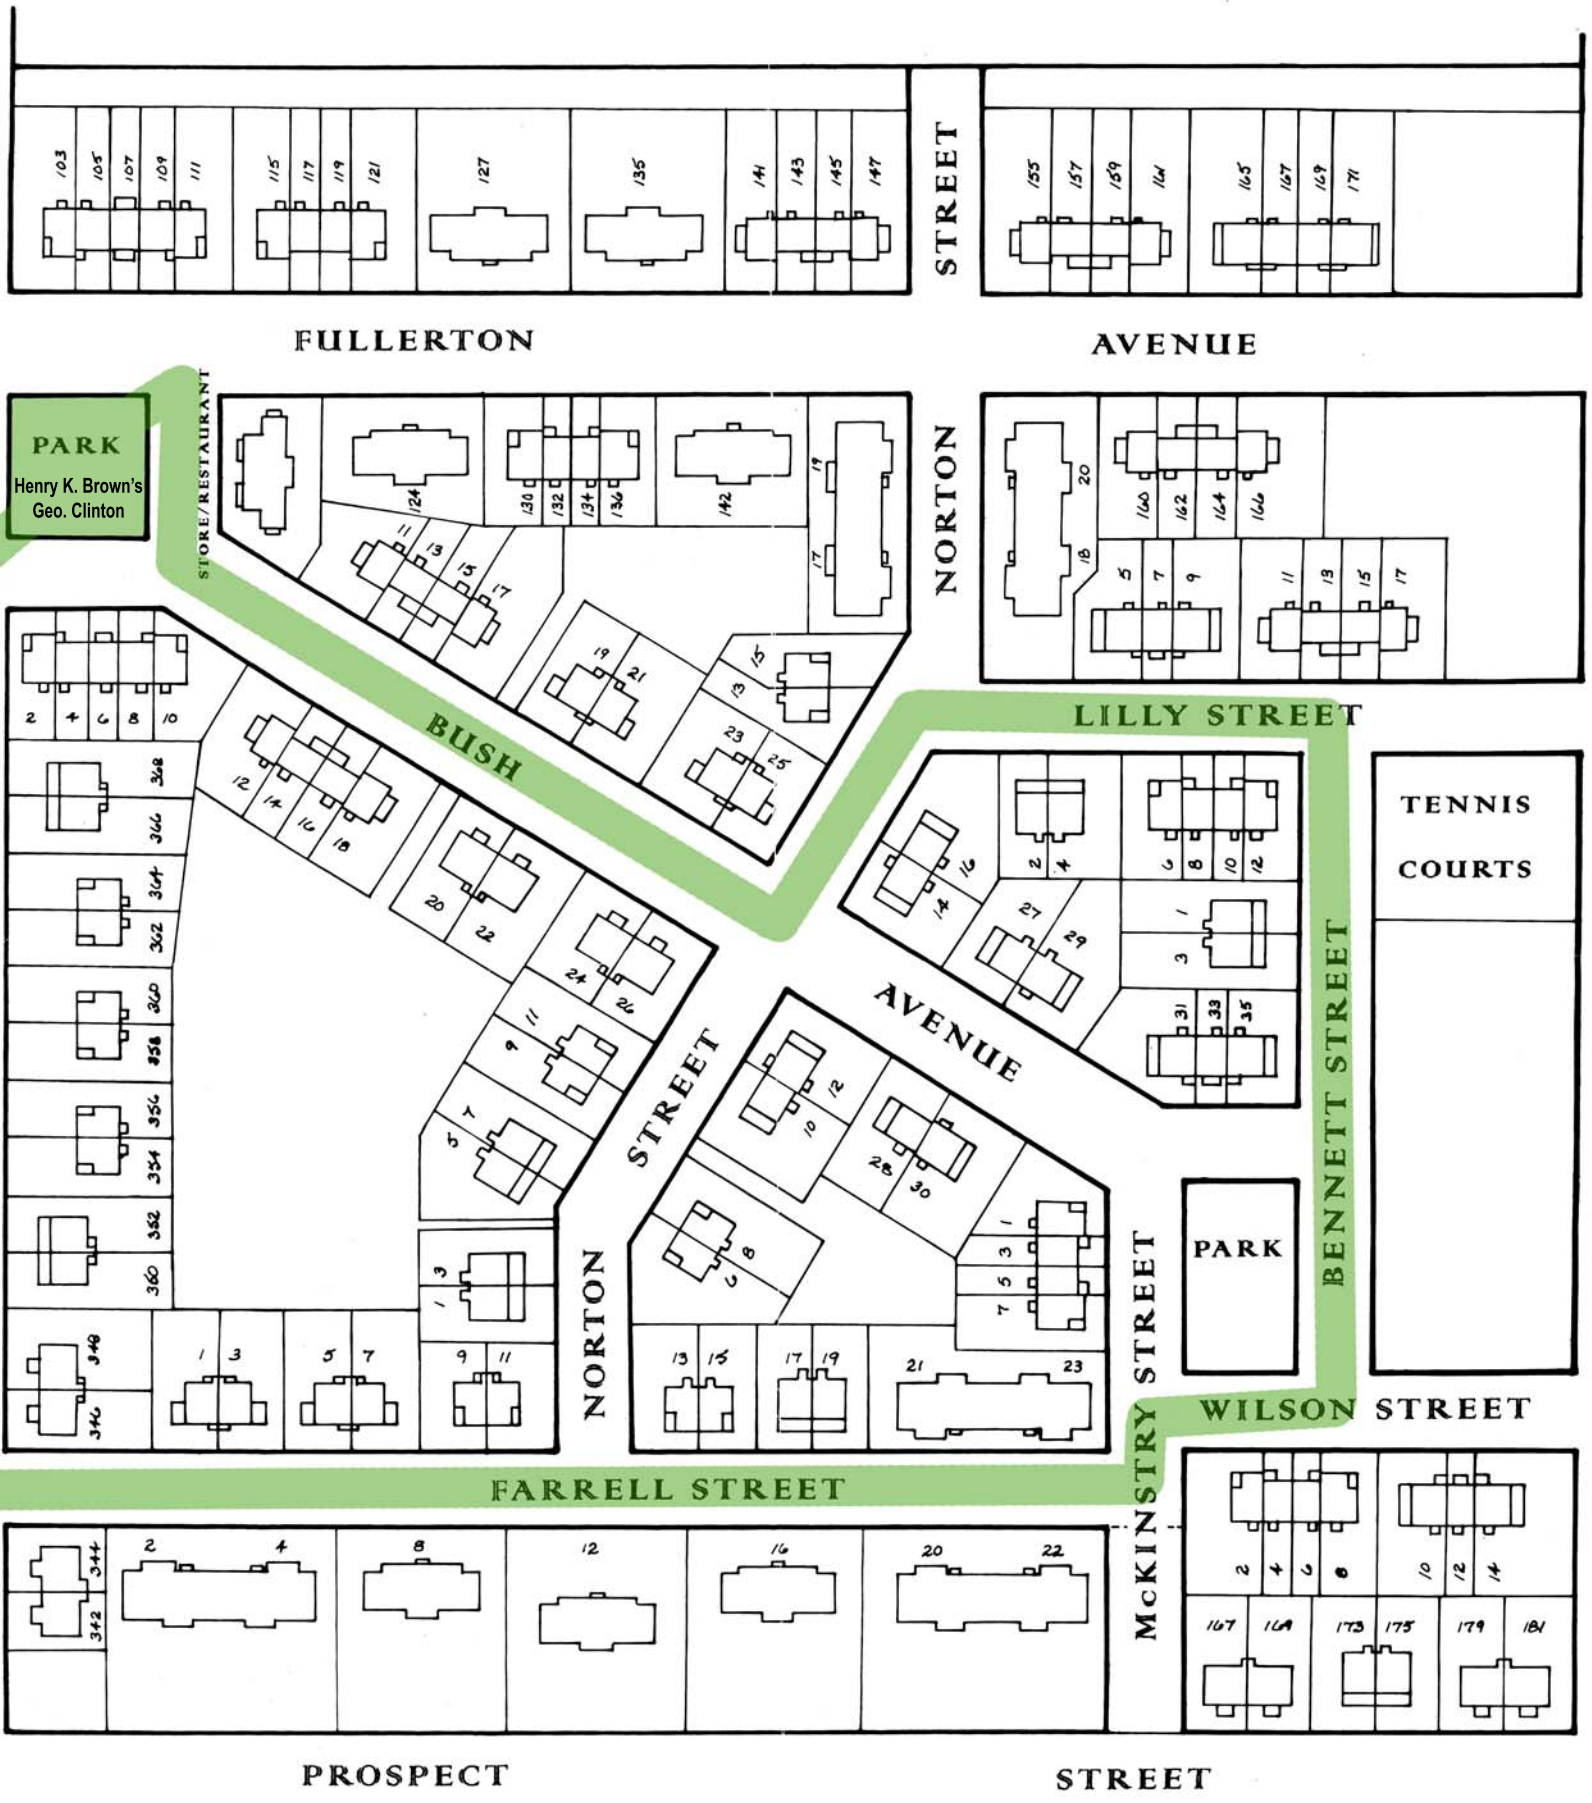 103 105 107 109 111 115 117 119 121 127 135 141 143 145 147
STREET
155 157 159 161 165 167 169 171
FULLERTON
AVENUE
PARK
Henry K. Brown's
Geo. Clinton
STORE/RESTAURANT
124
130 132 134 136
142
19
17
NORTON
20
18
160 162 164 166
11 13 15 17
5 7 9
11 13 15 17
19 21
15
13
23 25
2 4 6 8 10
BUSH
LILLY STREET
12 14 16 18
368
366
364
362
360
358
356
354
352
360
348
346
20 22
24 26
11
9
7
5
3
1
16
14
2 4
6 8 10 12
27 29
1
3
31 33 35
TENNIS
COURTS
AVENUE
STREET
BENNETT STREET
12
10
28 30
8
6
1
3
5
7
PARK
NORTON
McKINSTRY STREET
1 3
5 7
9 11
13 15
17 19
21 23
WILSON STREET
FARRELL STREET
344
342
2 4
8
12
16
20 22
2 4 6 8
10 12 14
167 169
173 175
179 181
PROSPECT
STREET